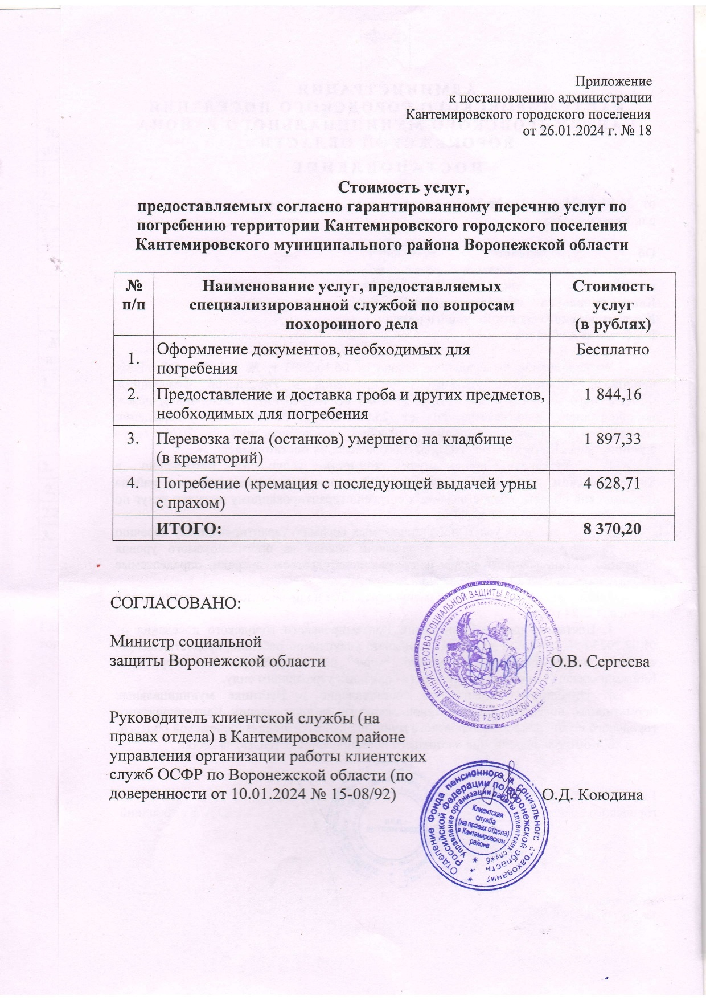 Приложение
к постановлению администрации
Кантемировского городского поселения
от 26.01.2024 г. № 18
Стоимость услуг,
предоставляемых согласно гарантированному перечню услуг по
погребению территории Кантемировского городского поселения
Кантемировского муниципального района Воронежской области
№ п/п
Наименование услуг, предоставляемых
специализированной службой по вопросам
похоронного дела
Стоимость
услуг
(в рублях)
1.
Оформление документов, необходимых для
погребения
Бесплатно
2.
Предоставление и доставка гроба и других предметов,
необходимых для погребения
1 844,16
3.
Перевозка тела (останков) умершего на кладбище
(в крематорий)
1 897,33
4.
Погребение (кремация с последующей выдачей урны
с прахом)
4 628,71
ИТОГО:
8 370,20
СОГЛАСОВАНО:
Министр социальной
защиты Воронежской области
О.В. Сергеева
МИНИСТЕРСТВО СОЦИАЛЬНОЙ ЗАЩИТЫ ВОРОНЕЖСКОЙ ОБЛАСТИ * ОГРН 1093668028574
Руководитель клиентской службы (на
правах отдела) в Кантемировском районе
управления организации работы клиентских
служб ОСФР по Воронежской области (по
доверенности от 10.01.2024 № 15-08/92)
О.Д. Коюдина
Отделение Фонда пенсионного и социального страхования
Российской Федерации по Воронежской области
Управление организации работы клиентских служб
Клиентская
служба
(на правах отдела)
в Кантемировском
районе